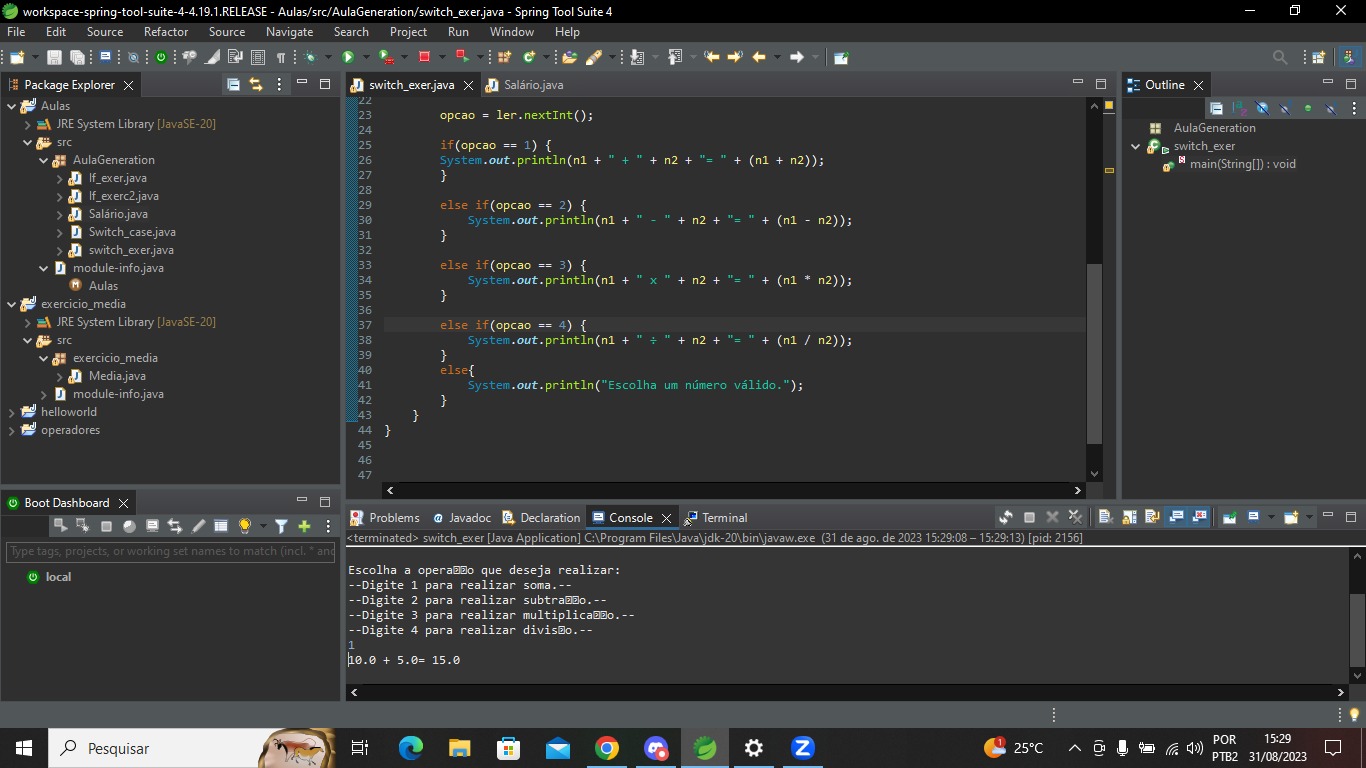 workspace-spring-tool-suite-4-4.19.1.RELEASE - Aulas/src/AulaGeneration/switch_exer.java - Spring Tool Suite 4
File Edit Source Refactor Source Navigate Search Project Run Window Help
Package Explorer
Aulas
JRE System Library [JavaSE-20]
src
AulaGeneration
If_exer.java
If_exerc2.java
Salário.java
Switch_case.java
switch_exer.java
module-info.java
Aulas
exercicio_media
JRE System Library [JavaSE-20]
src
exercicio_media
Media.java
module-info.java
helloworld
operadores
Boot Dashboard
Type tags, projects, or working set names to match (incl. * and
local
switch_exer.java Salário.java
22
23 opcao = ler.nextInt();
24
25 if(opcao == 1) {
26 System.out.println(n1 + " + " + n2 + "= " + (n1 + n2));
27 }
28
29 else if(opcao == 2) {
30 System.out.println(n1 + " - " + n2 + "= " + (n1 - n2));
31 }
32
33 else if(opcao == 3) {
34 System.out.println(n1 + " x " + n2 + "= " + (n1 * n2));
35 }
36
37 else if(opcao == 4) {
38 System.out.println(n1 + " ÷ " + n2 + "= " + (n1 / n2));
39 }
40 else{
41 System.out.println("Escolha um número válido.");
42 }
43 }
44 }
45
46
47
Outline
AulaGeneration
switch_exer
main(String[]) : void
Problems Javadoc Declaration Console Terminal
<terminated> switch_exer [Java Application] C:\Program Files\Java\jdk-20\bin\javaw.exe (31 de ago. de 2023 15:29:08 – 15:29:13) [pid: 2156]
Escolha a opera��o que deseja realizar:
--Digite 1 para realizar soma.--
--Digite 2 para realizar subtra��o.--
--Digite 3 para realizar multiplica��o.--
--Digite 4 para realizar divis�o.--
1
10.0 + 5.0= 15.0
Pesquisar
1
25°C
POR
PTB2
15:29
31/08/2023